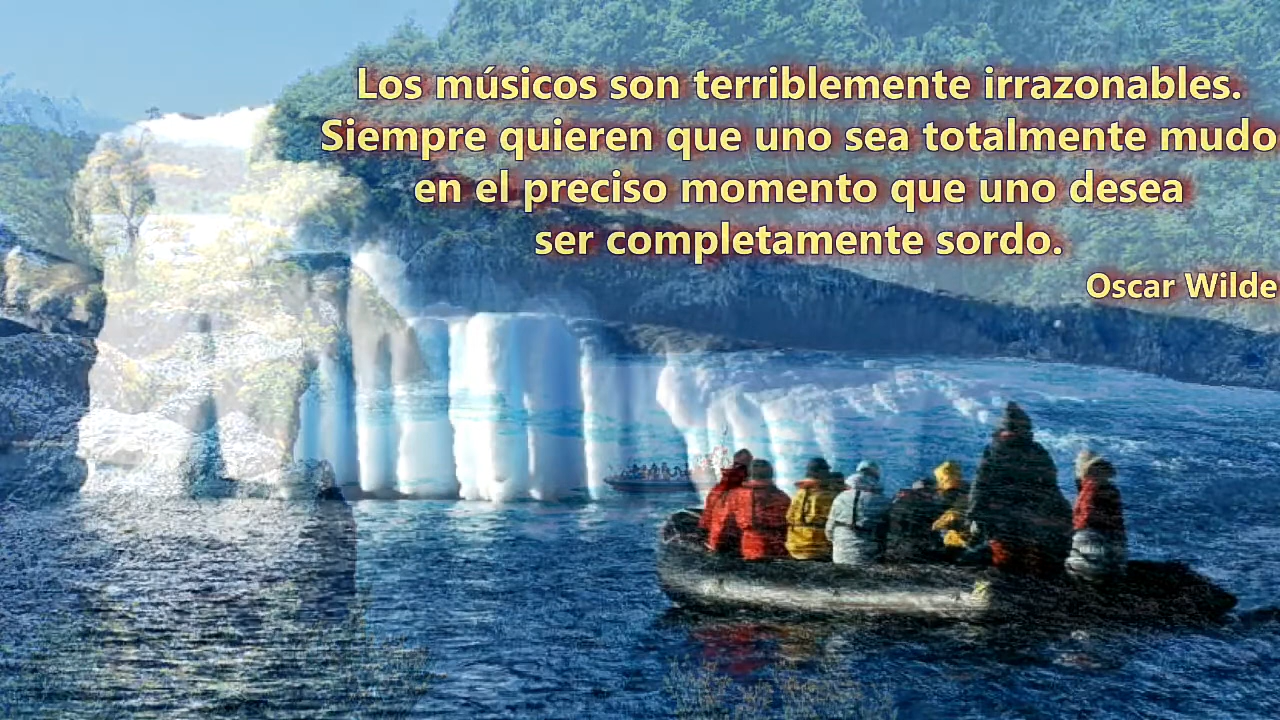 Los músicos son terriblemente irrazonables.
Siempre quieren que uno sea totalmente mudo
en el preciso momento que uno desea
ser completamente sordo.
Oscar Wilde